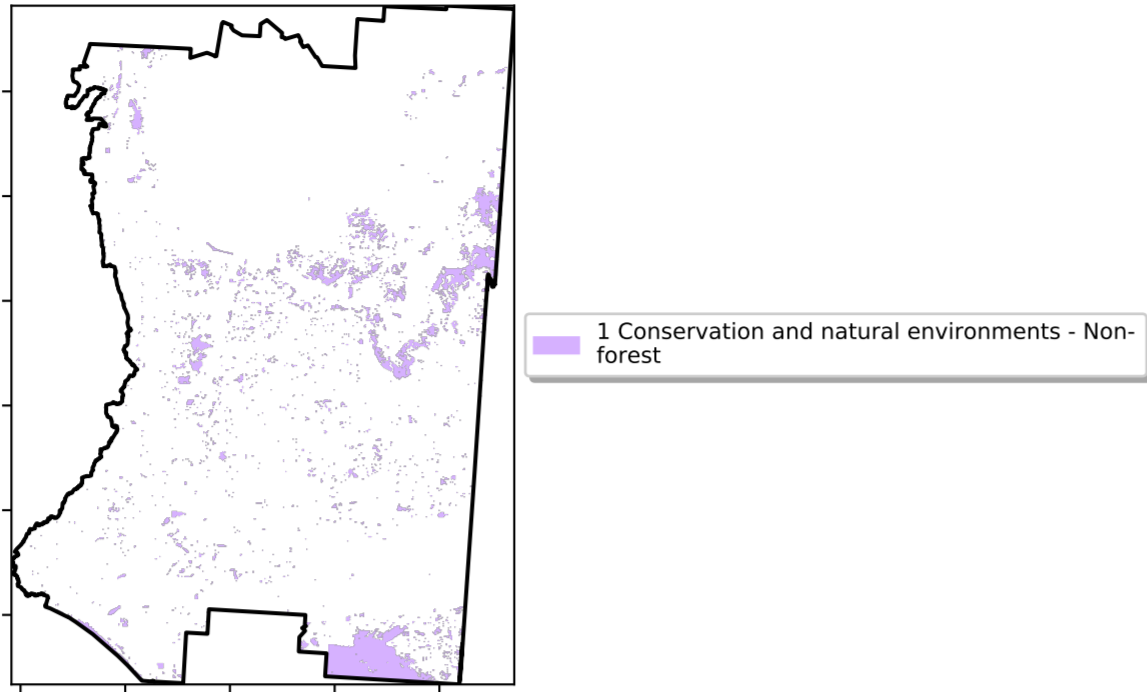 1 Conservation and natural environments - Non-
forest